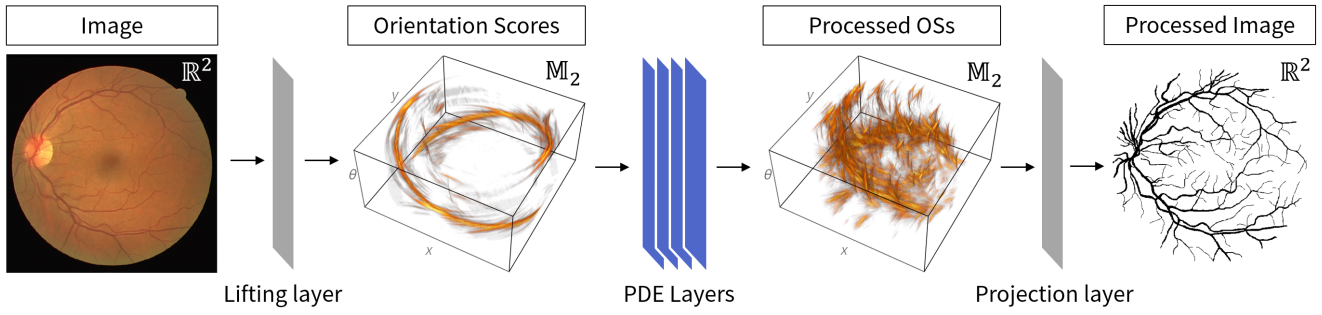 Image
Orientation Scores
Processed OSs
Processed Image
ℝ²
𝕄₂
𝕄₂
ℝ²
y
θ
x
y
θ
x
Lifting layer
PDE Layers
Projection layer